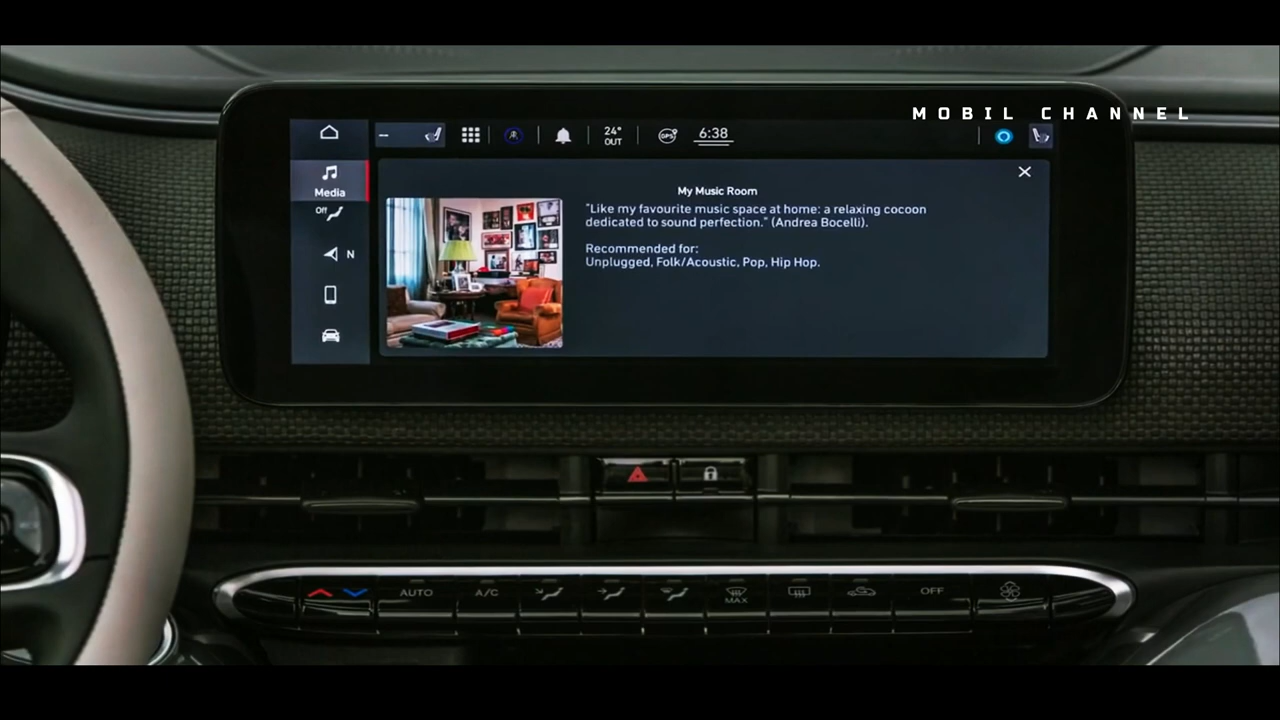 MOBIL CHANNEL
--
24°
OUT
GPS
6:38
Media
My Music Room
"Like my favourite music space at home: a relaxing cocoon
dedicated to sound perfection." (Andrea Bocelli).
Off
N
Recommended for:
Unplugged, Folk/Acoustic, Pop, Hip Hop.
AUTO
A/C
MAX
OFF